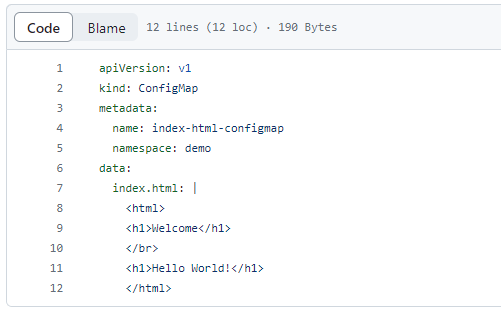 Code Blame 12 lines (12 loc) · 190 Bytes
1 apiVersion: v1
2 kind: ConfigMap
3 metadata:
4   name: index-html-configmap
5   namespace: demo
6 data:
7   index.html: |
8     <html>
9     <h1>Welcome</h1>
10     </br>
11     <h1>Hello World!</h1>
12     </html>